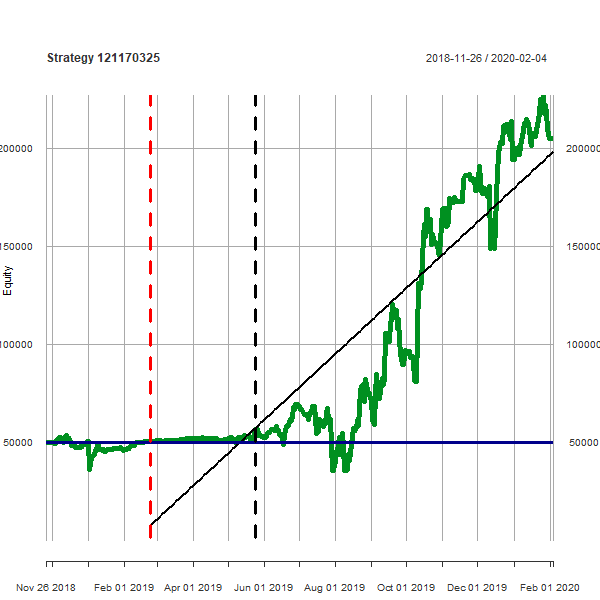 Strategy 121170325
2018-11-26 / 2020-02-04
200000 200000
150000 150000
Equity
100000 100000
50000 50000
Nov 26 2018 Feb 01 2019 Apr 01 2019 Jun 01 2019 Aug 01 2019 Oct 01 2019 Dec 01 2019 Feb 01 2020